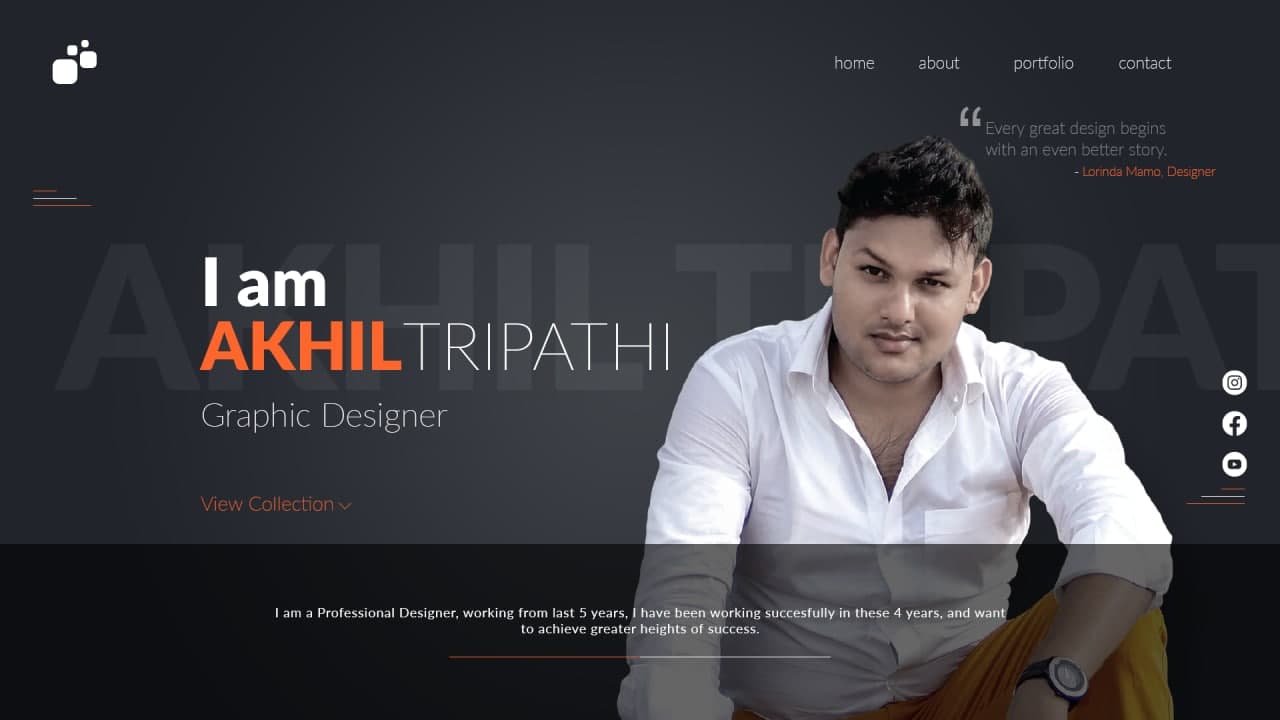 home about portfolio contact
“ Every great design begins
with an even better story.
- Lorinda Mamo, Designer
AKHIL TRIPAT
I am
AKHILTRIPATHI
Graphic Designer
View Collection
I am a Professional Designer, working from last 5 years, I have been working succesfully in these 4 years, and want
to achieve greater heights of success.